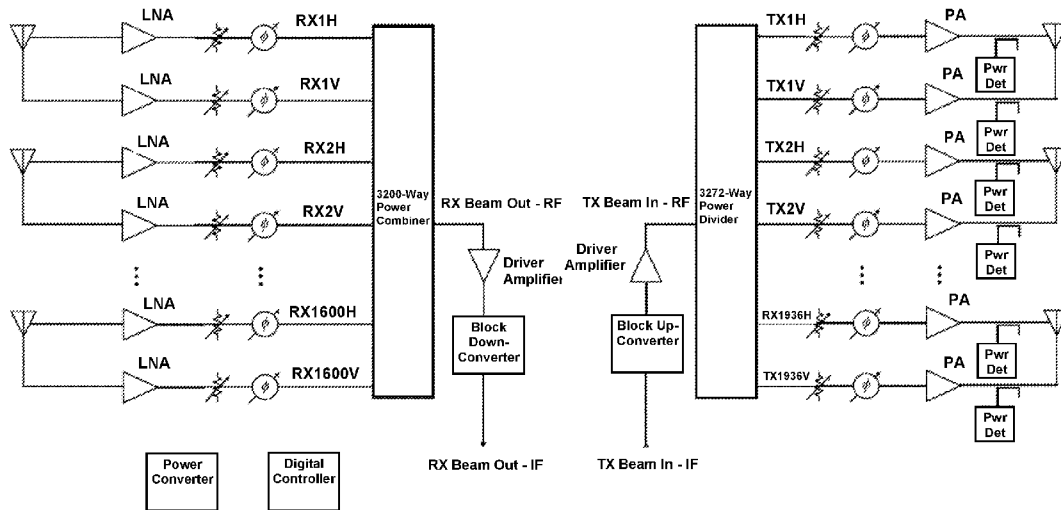 LNA
RX1H
LNA
RX1V
LNA
RX2H
LNA
RX2V
LNA
RX1600H
LNA
RX1600V
ϕ
ϕ
ϕ
ϕ
ϕ
ϕ
3200-Way
Power
Combiner
RX Beam Out - RF
Driver
Amplifier
Block
Down-
Converter
RX Beam Out - IF
TX Beam In - RF
Driver
Amplifier
Block Up-
Converter
TX Beam In - IF
3272-Way
Power
Divider
TX1H
PA
Pwr
Det
TX1V
PA
Pwr
Det
TX2H
PA
Pwr
Det
TX2V
PA
Pwr
Det
RX1936H
PA
Pwr
Det
TX1936V
PA
Pwr
Det
ϕ
ϕ
ϕ
ϕ
ϕ
ϕ
Power
Converter
Digital
Controller